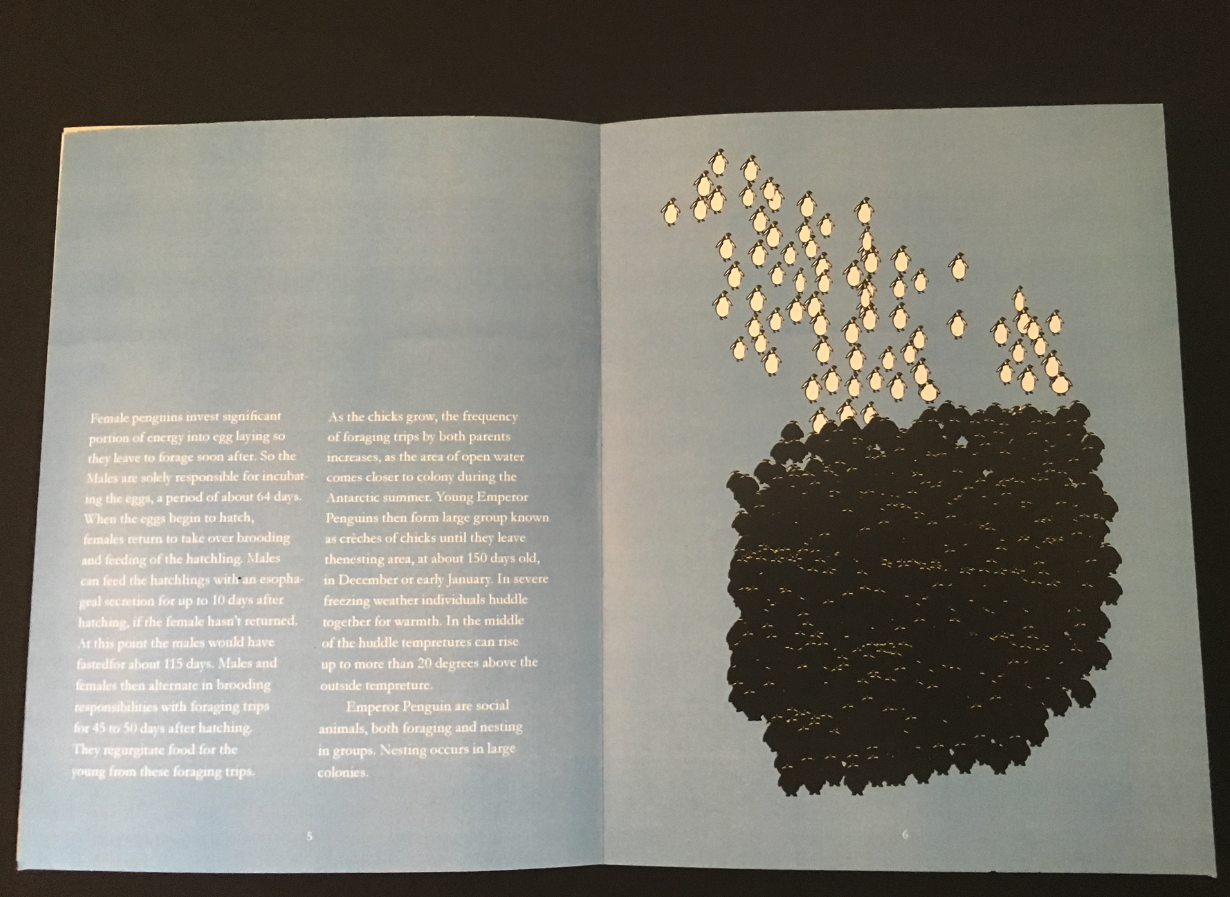 Female penguins invest significant
portion of energy into egg laying so
they leave to forage soon after. So the
Males are solely responsible for incubat-
ing the eggs, a period of about 64 days.
When the eggs begin to hatch,
females return to take over brooding
and feeding of the hatchling. Males
can feed the hatchlings with an esopha-
geal secretion for up to 10 days after
hatching, if the female hasn't returned.
At this point the males would have
fastedfor about 115 days. Males and
females then alternate in brooding
responsibilities with foraging trips
for 45 to 50 days after hatching.
They regurgitate food for the
young from these foraging trips.
As the chicks grow, the frequency
of foraging trips by both parents
increases, as the area of open water
comes closer to colony during the
Antarctic summer. Young Emperor
Penguins then form large group known
as crèches of chicks until they leave
thenesting area, at about 150 days old,
in December or early January. In severe
freezing weather individuals huddle
together for warmth. In the middle
of the huddle tempretures can rise
up to more than 20 degrees above the
outside tempreture.
Emperor Penguin are social
animals, both foraging and nesting
in groups. Nesting occurs in large
colonies.
5
6